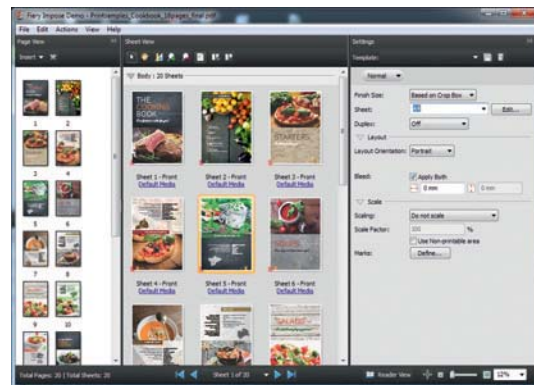 Fiery Impose Demo - Printxamples_Cookbook_18pages_final.pdf
File Edit Actions View Help
Page View
Sheet View
Settings
Import
Template:
Body : 20 Sheets
Normal
Finish Size: Based on Crop Box
Sheet: Edit...
Duplex: Off
Layout
Layout Orientation: Portrait
Bleed: Apply Both
0 mm 0 mm
Scale
Scaling: Do not scale
Scale Factor: 100 %
Use Non-printable area
Marks: Define...
1 2
3 4
5 6
7 8
9 10
THE
COOKING
BOOK
STARTERS
Sheet 1 - Front Sheet 2 - Front Sheet 3 - Front
Default Media Default Media Default Media
SOUPS
Sheet 4 - Front Sheet 5 - Front Sheet 6 - Front
Default Media Default Media Default Media
SALADS
Total Pages: 20 | Total Sheets: 20
Sheet 1 of 20
Reader View
12%